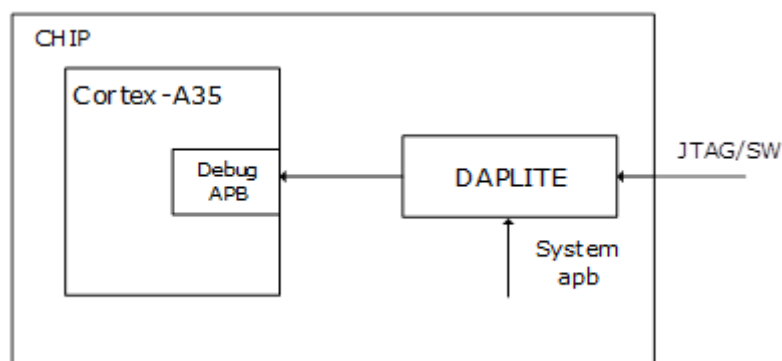 CHIP
Cortex-A35
Debug
APB
DAPLITE
JTAG/SW
System
apb